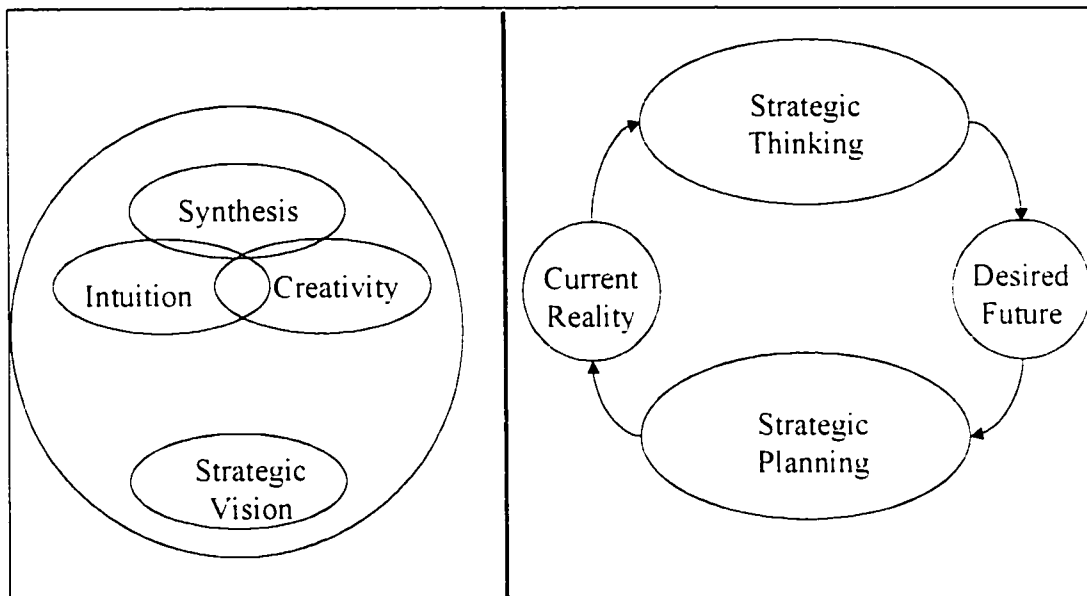 Synthesis
Intuition
Creativity
Strategic
Vision
Strategic
Thinking
Current
Reality
Desired
Future
Strategic
Planning